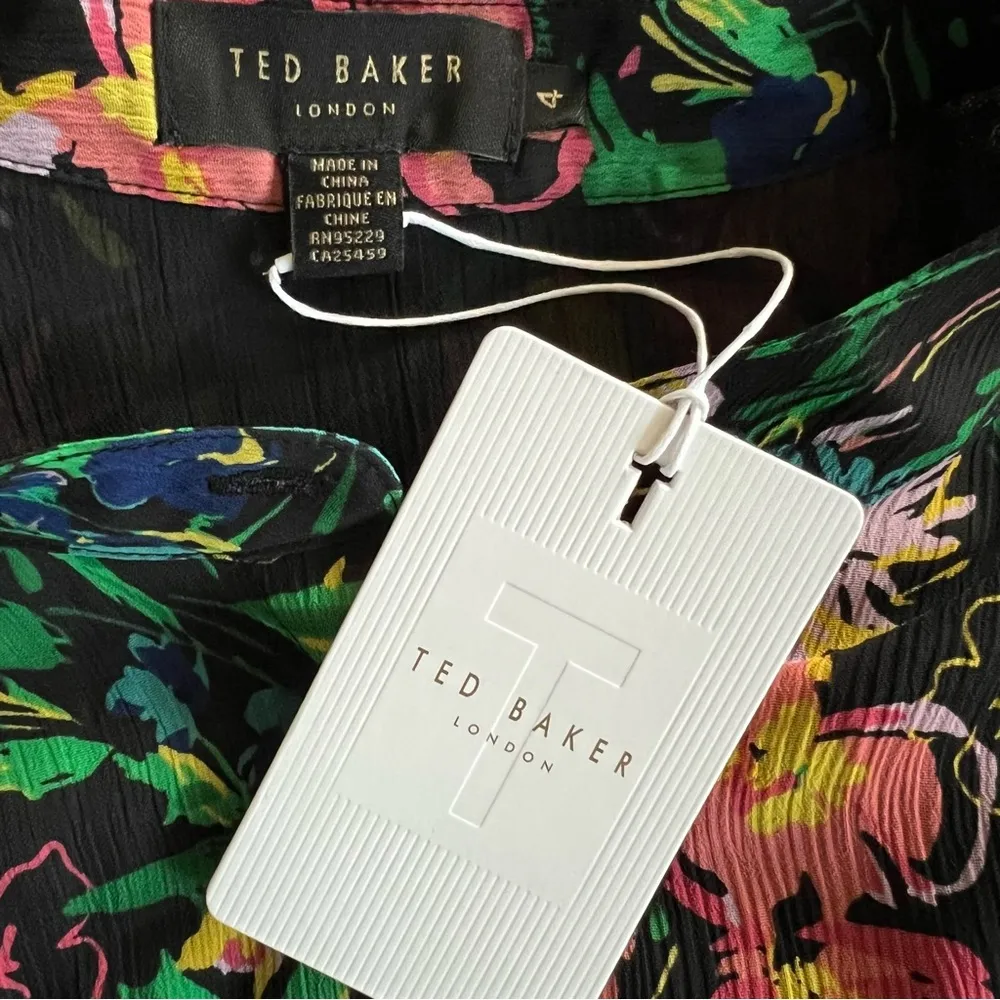 TED BAKER
LONDON
4
MADE IN
CHINA
FABRIQUE EN
CHINE
RN95229
CA25459
T
TED BAKER
LONDON